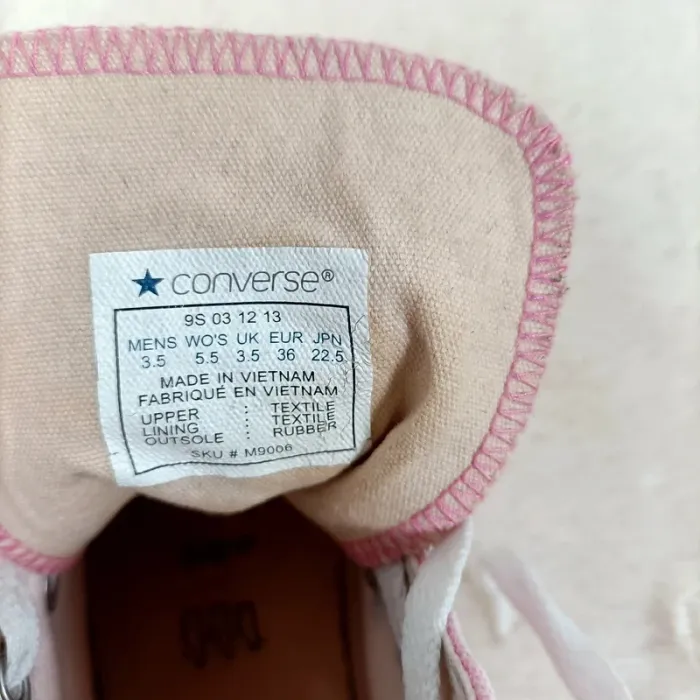 ★ converse®
9S 03 12 13
MENS WO'S UK EUR JPN
3.5 5.5 3.5 36 22.5
MADE IN VIETNAM
FABRIQUÉ EN VIETNAM
UPPER : TEXTILE
LINING : TEXTILE
OUTSOLE : RUBBER
SKU # M9006